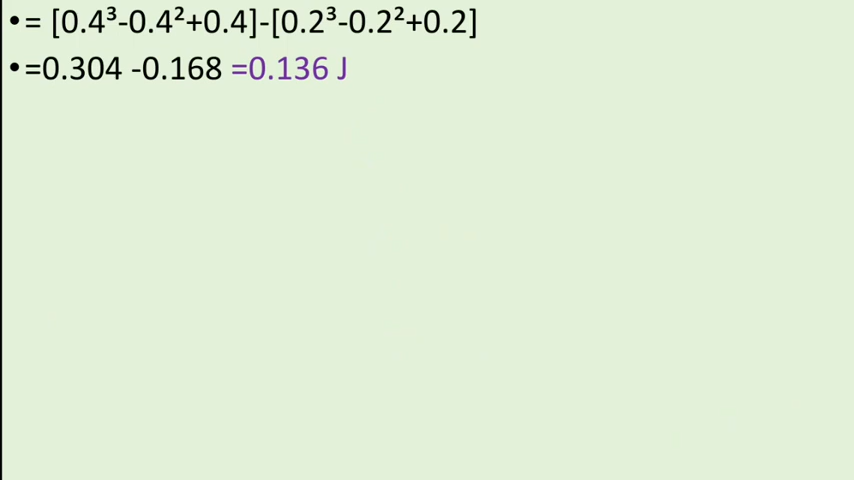 • = [0.4³-0.4²+0.4]-[0.2³-0.2²+0.2]
• =0.304 -0.168 =0.136 J